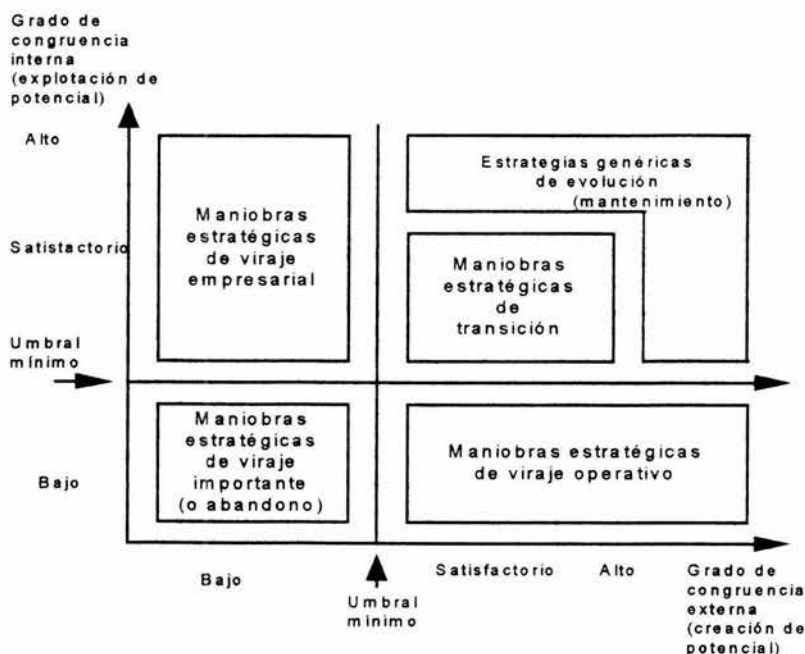 Grado de
congruencia
interna
(explotación de
potencial)
Alto
Estrategias genéricas
de evolución
(mantenimiento)
Maniobras
estratégicas
de viraje
empresarial
Satistactorio
Maniobras
estratégicas
de
transición
Umbral
mínimo
Maniobras
estratégicas
de viraje
importante
(o abandono)
Maniobras estratégicas
de viraje operativo
Bajo
Bajo
Umbral
mínimo
Satisfactorio
Alto
Grado de
congruencia
externa
(creación de
potencial)